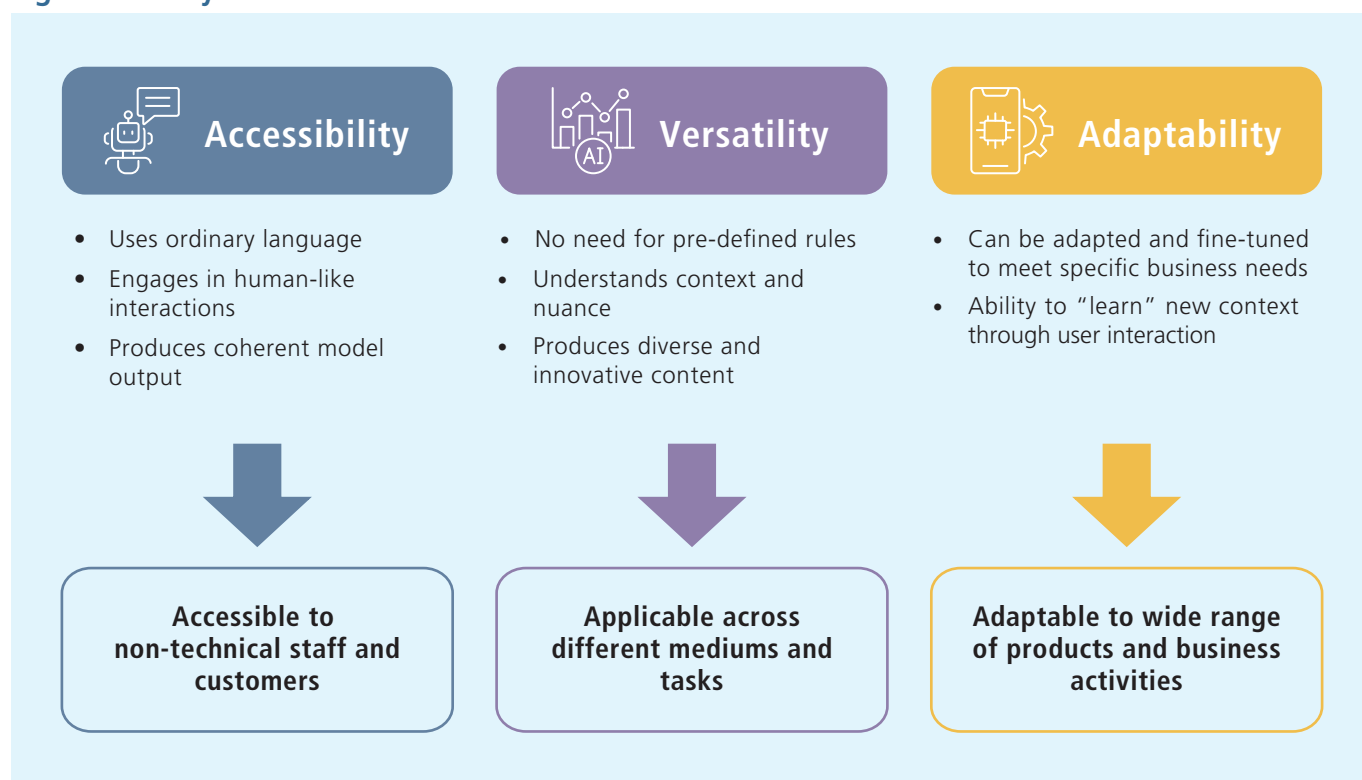 Accessibility
• Uses ordinary language
• Engages in human-like
interactions
• Produces coherent model
output
Accessible to
non-technical staff and
customers
AI
Versatility
• No need for pre-defined rules
• Understands context and
nuance
• Produces diverse and
innovative content
Applicable across
different mediums and
tasks
Adaptability
• Can be adapted and fine-tuned
to meet specific business needs
• Ability to “learn” new context
through user interaction
Adaptable to wide range
of products and business
activities